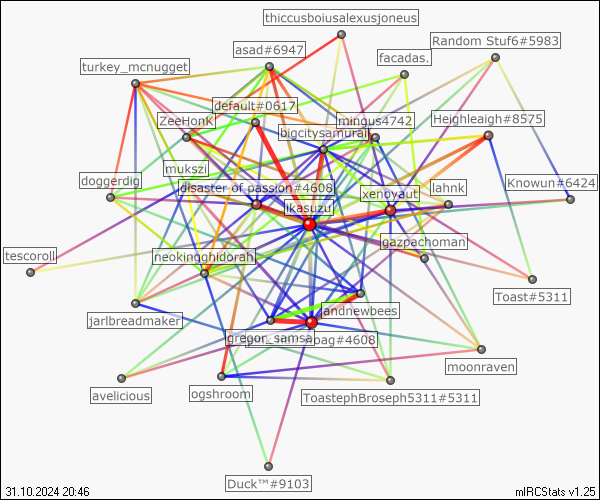 thiccusboiusalexusjoneus
Random Stuf6#5983
asad#6947
facadas.
turkey_mcnugget
default#0617
ZeeHonK
mingus4742
Heighleaigh#8575
bigcitysamurai
mukszi
doggerdig
disaster of passion#4608
xenoyaut
lahnk
Knowun#6424
likasuzu
gazpachoman
tescoroll
neokingghidorah
Toast#5311
jarlbreadmaker
landnewbees
gregor_samsa
bag#4608
moonraven
avelicious
ogshroom
ToastephBroseph5311#5311
Duck™#9103
31.10.2024 20:46
mIRCStats v1.25